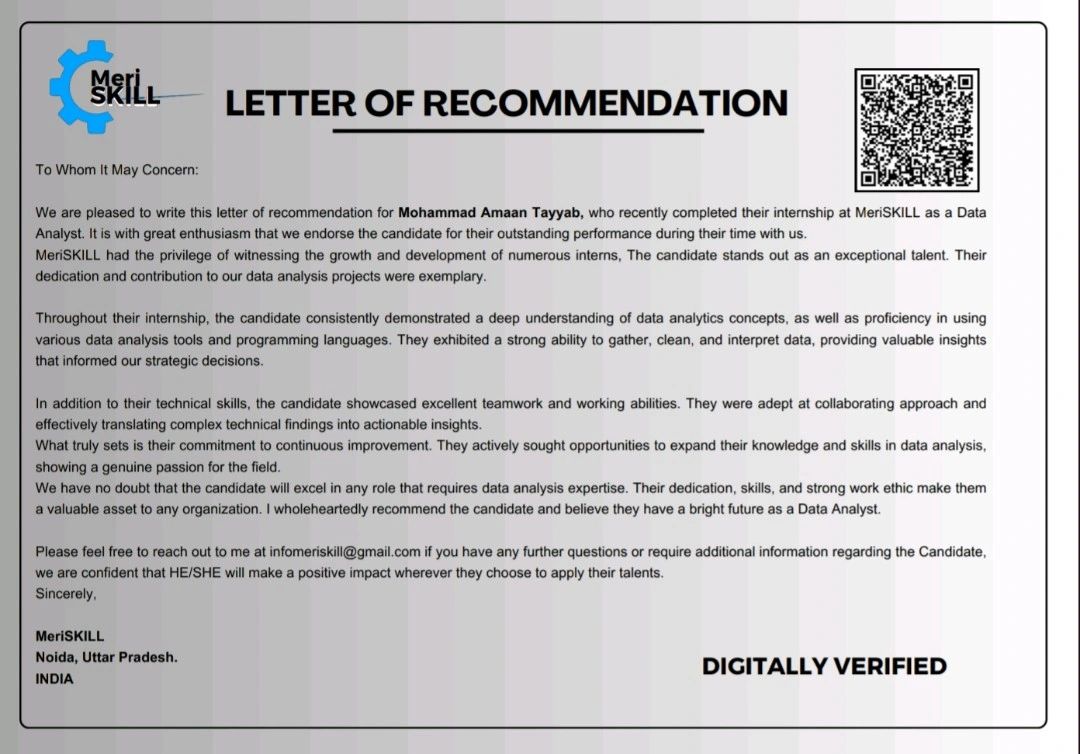 Meri
SKILL
LETTER OF RECOMMENDATION
To Whom It May Concern:
We are pleased to write this letter of recommendation for Mohammad Amaan Tayyab, who recently completed their internship at MeriSKILL as a Data
Analyst. It is with great enthusiasm that we endorse the candidate for their outstanding performance during their time with us.
MeriSKILL had the privilege of witnessing the growth and development of numerous interns, The candidate stands out as an exceptional talent. Their
dedication and contribution to our data analysis projects were exemplary.
Throughout their internship, the candidate consistently demonstrated a deep understanding of data analytics concepts, as well as proficiency in using
various data analysis tools and programming languages. They exhibited a strong ability to gather, clean, and interpret data, providing valuable insights
that informed our strategic decisions.
In addition to their technical skills, the candidate showcased excellent teamwork and working abilities. They were adept at collaborating approach and
effectively translating complex technical findings into actionable insights.
What truly sets is their commitment to continuous improvement. They actively sought opportunities to expand their knowledge and skills in data analysis,
showing a genuine passion for the field.
We have no doubt that the candidate will excel in any role that requires data analysis expertise. Their dedication, skills, and strong work ethic make them
a valuable asset to any organization. I wholeheartedly recommend the candidate and believe they have a bright future as a Data Analyst.
Please feel free to reach out to me at infomeriskill@gmail.com if you have any further questions or require additional information regarding the Candidate,
we are confident that HE/SHE will make a positive impact wherever they choose to apply their talents.
Sincerely,
MeriSKILL
Noida, Uttar Pradesh.
INDIA
DIGITALLY VERIFIED